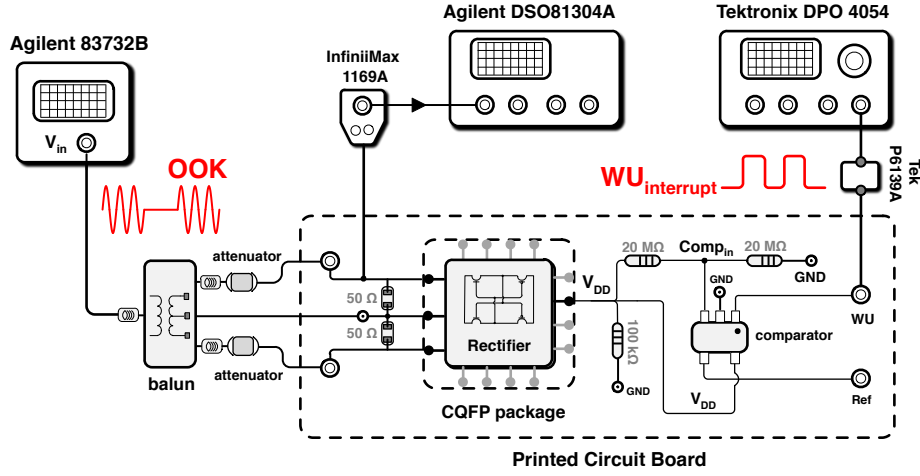 Agilent 83732B
Agilent DSO81304A
Tektronix DPO 4054
InfiniiMax
1169A
Vin
OOK
WUinterrupt
Tek
P6139A
attenuator
50 Ω
50 Ω
attenuator
balun
Rectifier
CQFP package
VDD
20 MΩ
Compin
20 MΩ
GND
GND
100 kΩ
GND
comparator
WU
VDD
Ref
Printed Circuit Board